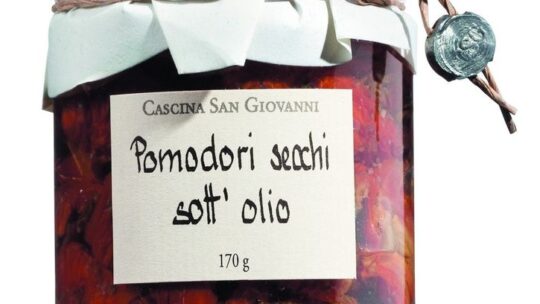 CASCINA SAN GIOVANNI
Pomodori secchi
sott' olio
170 g